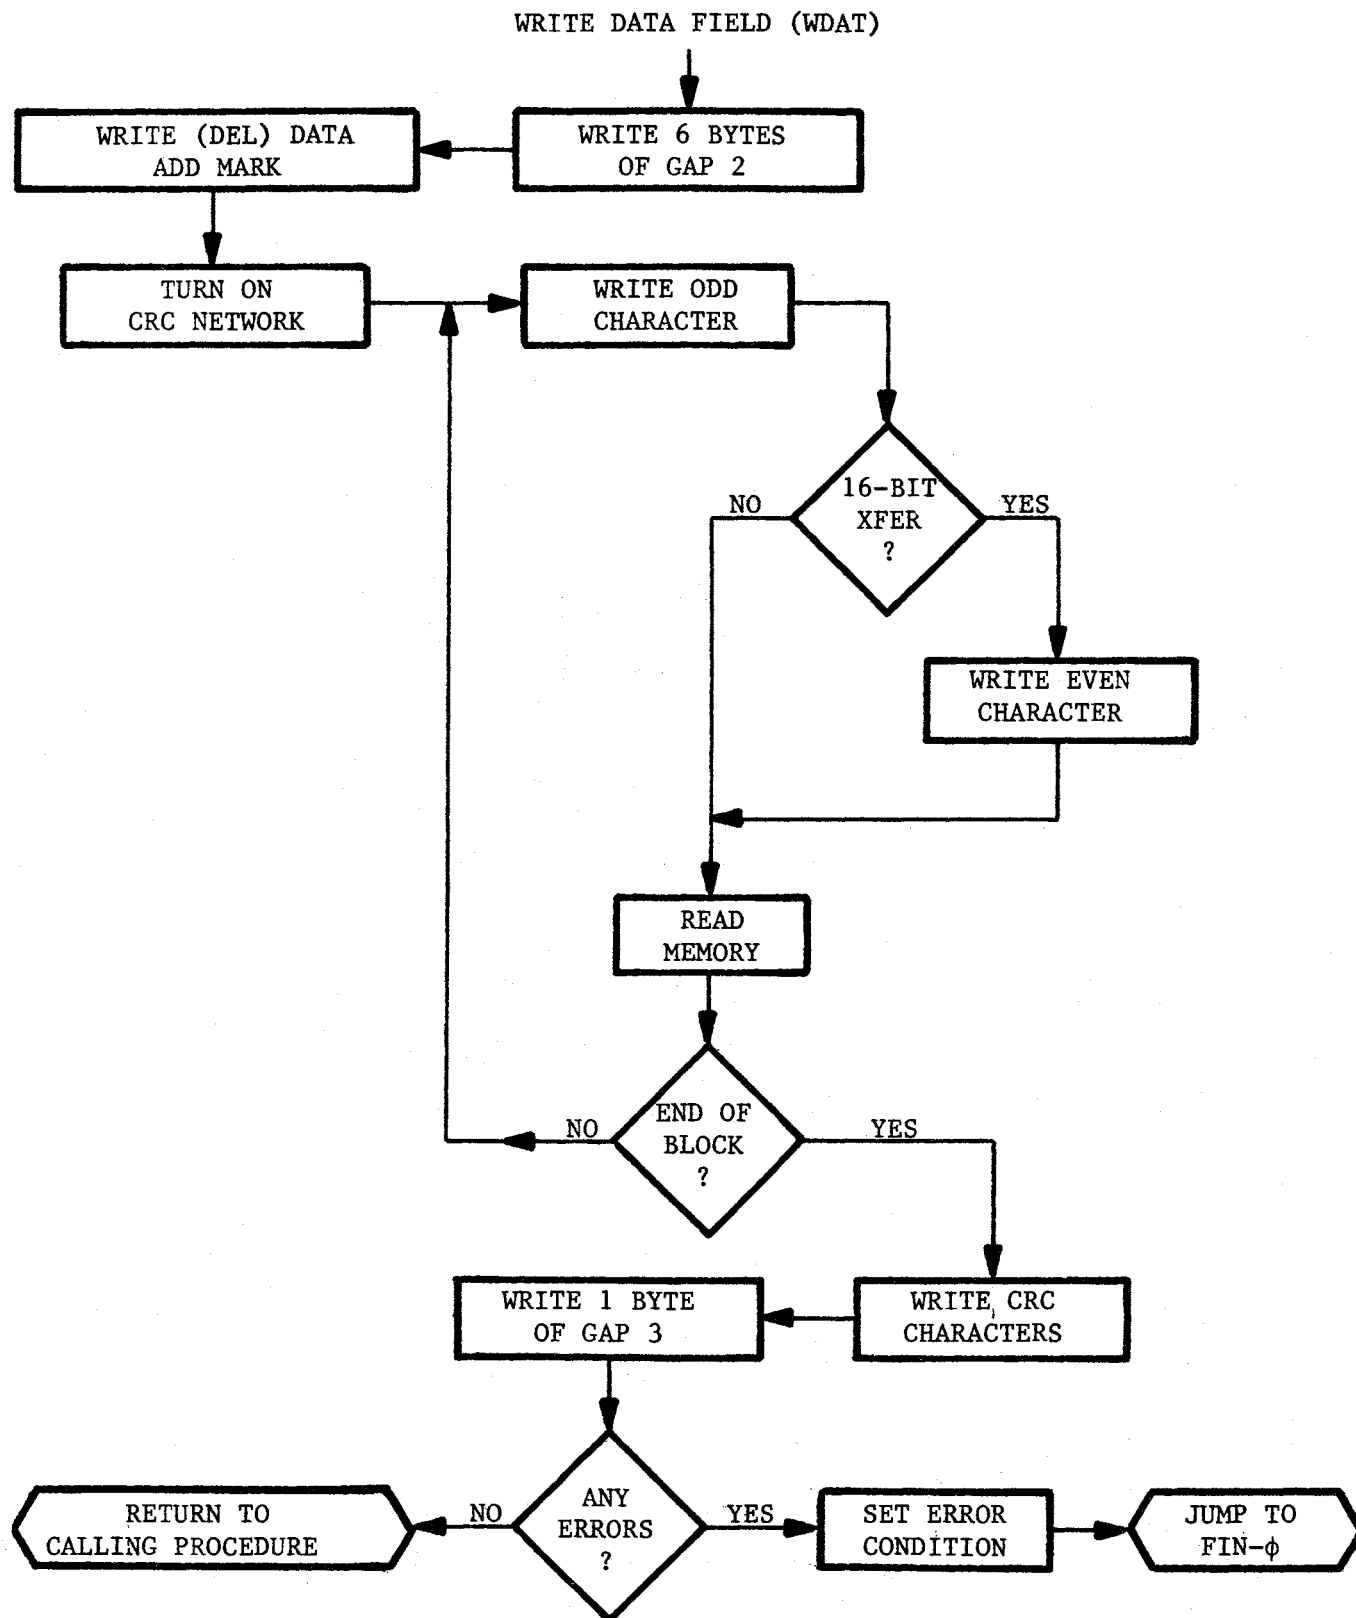 WRITE DATA FIELD (WDAT)
WRITE (DEL) DATA
ADD MARK
WRITE 6 BYTES
OF GAP 2
TURN ON
CRC NETWORK
WRITE ODD
CHARACTER
16-BIT
XFER
?
NO
YES
WRITE EVEN
CHARACTER
READ
MEMORY
END OF
BLOCK
?
NO
YES
WRITE 1 BYTE
OF GAP 3
WRITE CRC
CHARACTERS
ANY
ERRORS
?
NO
YES
RETURN TO
CALLING PROCEDURE
SET ERROR
CONDITION
JUMP TO
FIN-ϕ